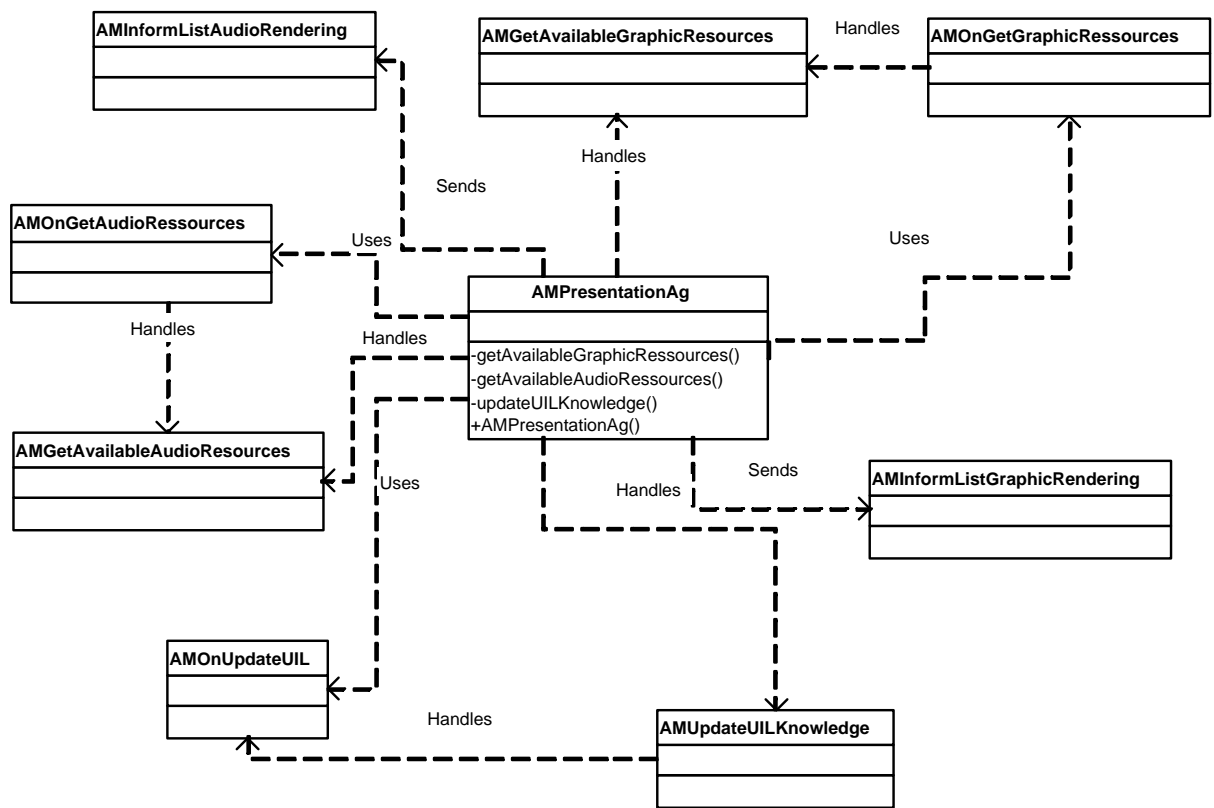 AMInformListAudioRendering
AMGetAvailableGraphicResources
Handles
AMOnGetGraphicRessources
Handles
Sends
AMOnGetAudioRessources
Uses
Uses
AMPresentationAg
Handles
Handles
-getAvailableGraphicRessources()
-getAvailableAudioRessources()
-updateUILKnowledge()
+AMPresentationAg()
AMGetAvailableAudioResources
Uses
Handles
Sends
AMInformListGraphicRendering
AMOnUpdateUIL
Handles
AMUpdateUILKnowledge